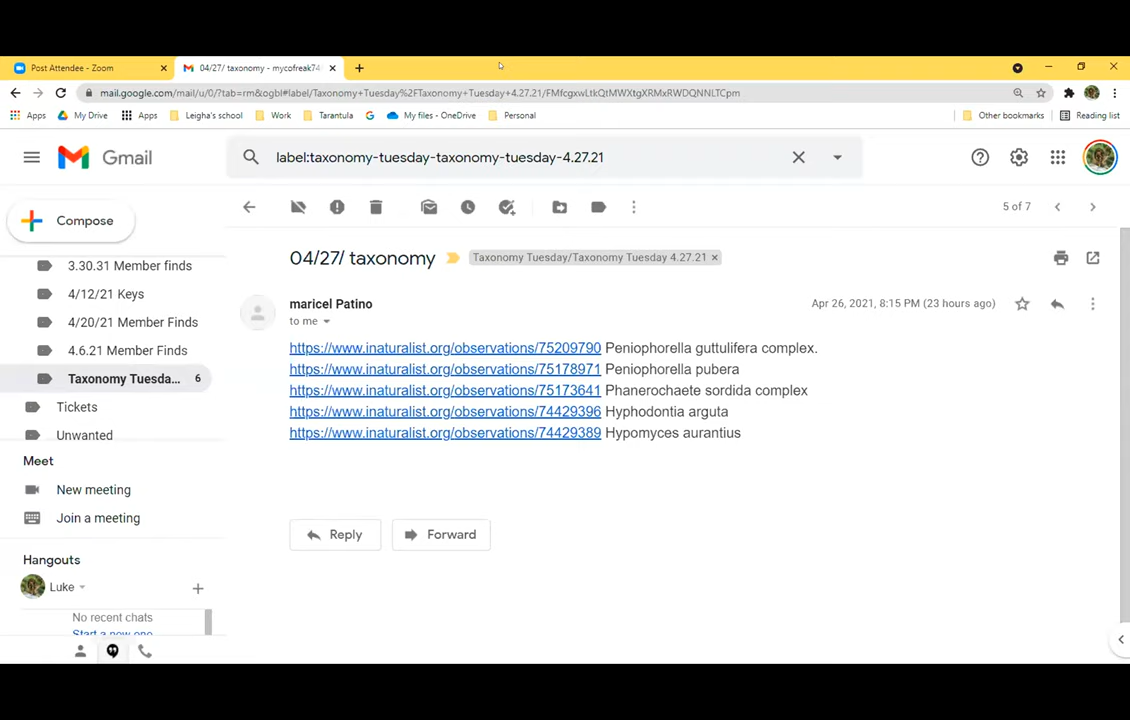 Post Attendee - Zoom
04/27/ taxonomy - mycofreak74
mail.google.com/mail/u/0/?tab=rm&ogbl#label/Taxonomy+Tuesday%2FTaxonomy+Tuesday+4.27.21/FMfcgxwLtkQtMWXtgXRMxRWDQNNLTCpm
Apps My Drive Apps Leigha's school Work Tarantula My files - OneDrive Personal Other bookmarks Reading list
Gmail
label:taxonomy-tuesday-taxonomy-tuesday-4.27.21
Compose
5 of 7
3.30.31 Member finds
4/12/21 Keys
4/20/21 Member Finds
4.6.21 Member Finds
Taxonomy Tuesda... 6
Tickets
Unwanted
Meet
New meeting
Join a meeting
Hangouts
Luke
No recent chats
Start a new one
04/27/ taxonomy
Taxonomy Tuesday/Taxonomy Tuesday 4.27.21 ×
maricel Patino
Apr 26, 2021, 8:15 PM (23 hours ago)
to me
https://www.inaturalist.org/observations/75209790 Peniophorella guttulifera complex.
https://www.inaturalist.org/observations/75178971 Peniophorella pubera
https://www.inaturalist.org/observations/75173641 Phanerochaete sordida complex
https://www.inaturalist.org/observations/74429396 Hyphodontia arguta
https://www.inaturalist.org/observations/74429389 Hypomyces aurantius
Reply
Forward